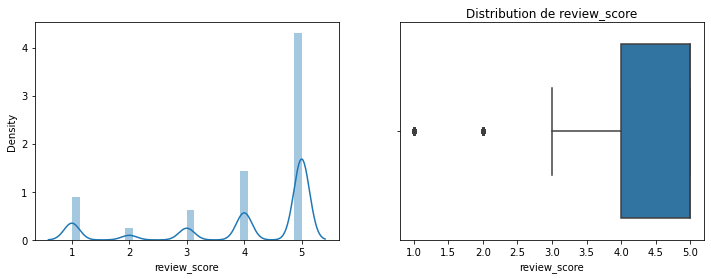 Distribution de review_score
Density
4
3
2
1
0
1 2 3 4 5
review_score
1.0 1.5 2.0 2.5 3.0 3.5 4.0 4.5 5.0
review_score